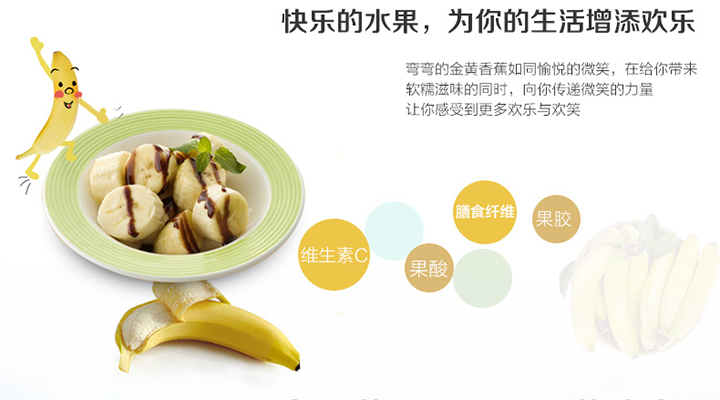 快乐的水果，为你的生活增添欢乐
弯弯的金黄香蕉如同愉悦的微笑，在给你带来
软糯滋味的同时，向你传递微笑的力量
让你感受到更多欢乐与欢笑
膳食纤维
果胶
维生素C
果酸